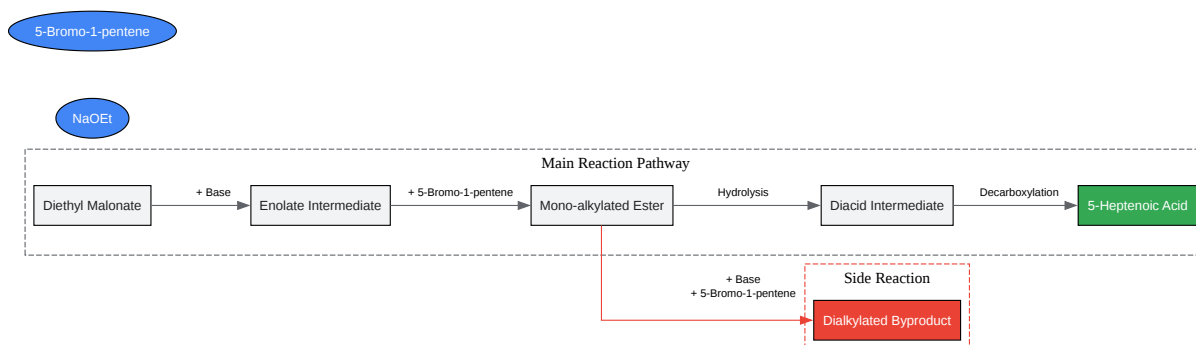 5-Bromo-1-pentene
NaOEt
Main Reaction Pathway
Diethyl Malonate
+ Base
Enolate Intermediate
+ 5-Bromo-1-pentene
Mono-alkylated Ester
Hydrolysis
Diacid Intermediate
Decarboxylation
5-Heptenoic Acid
+ Base
+ 5-Bromo-1-pentene
Side Reaction
Dialkylated Byproduct